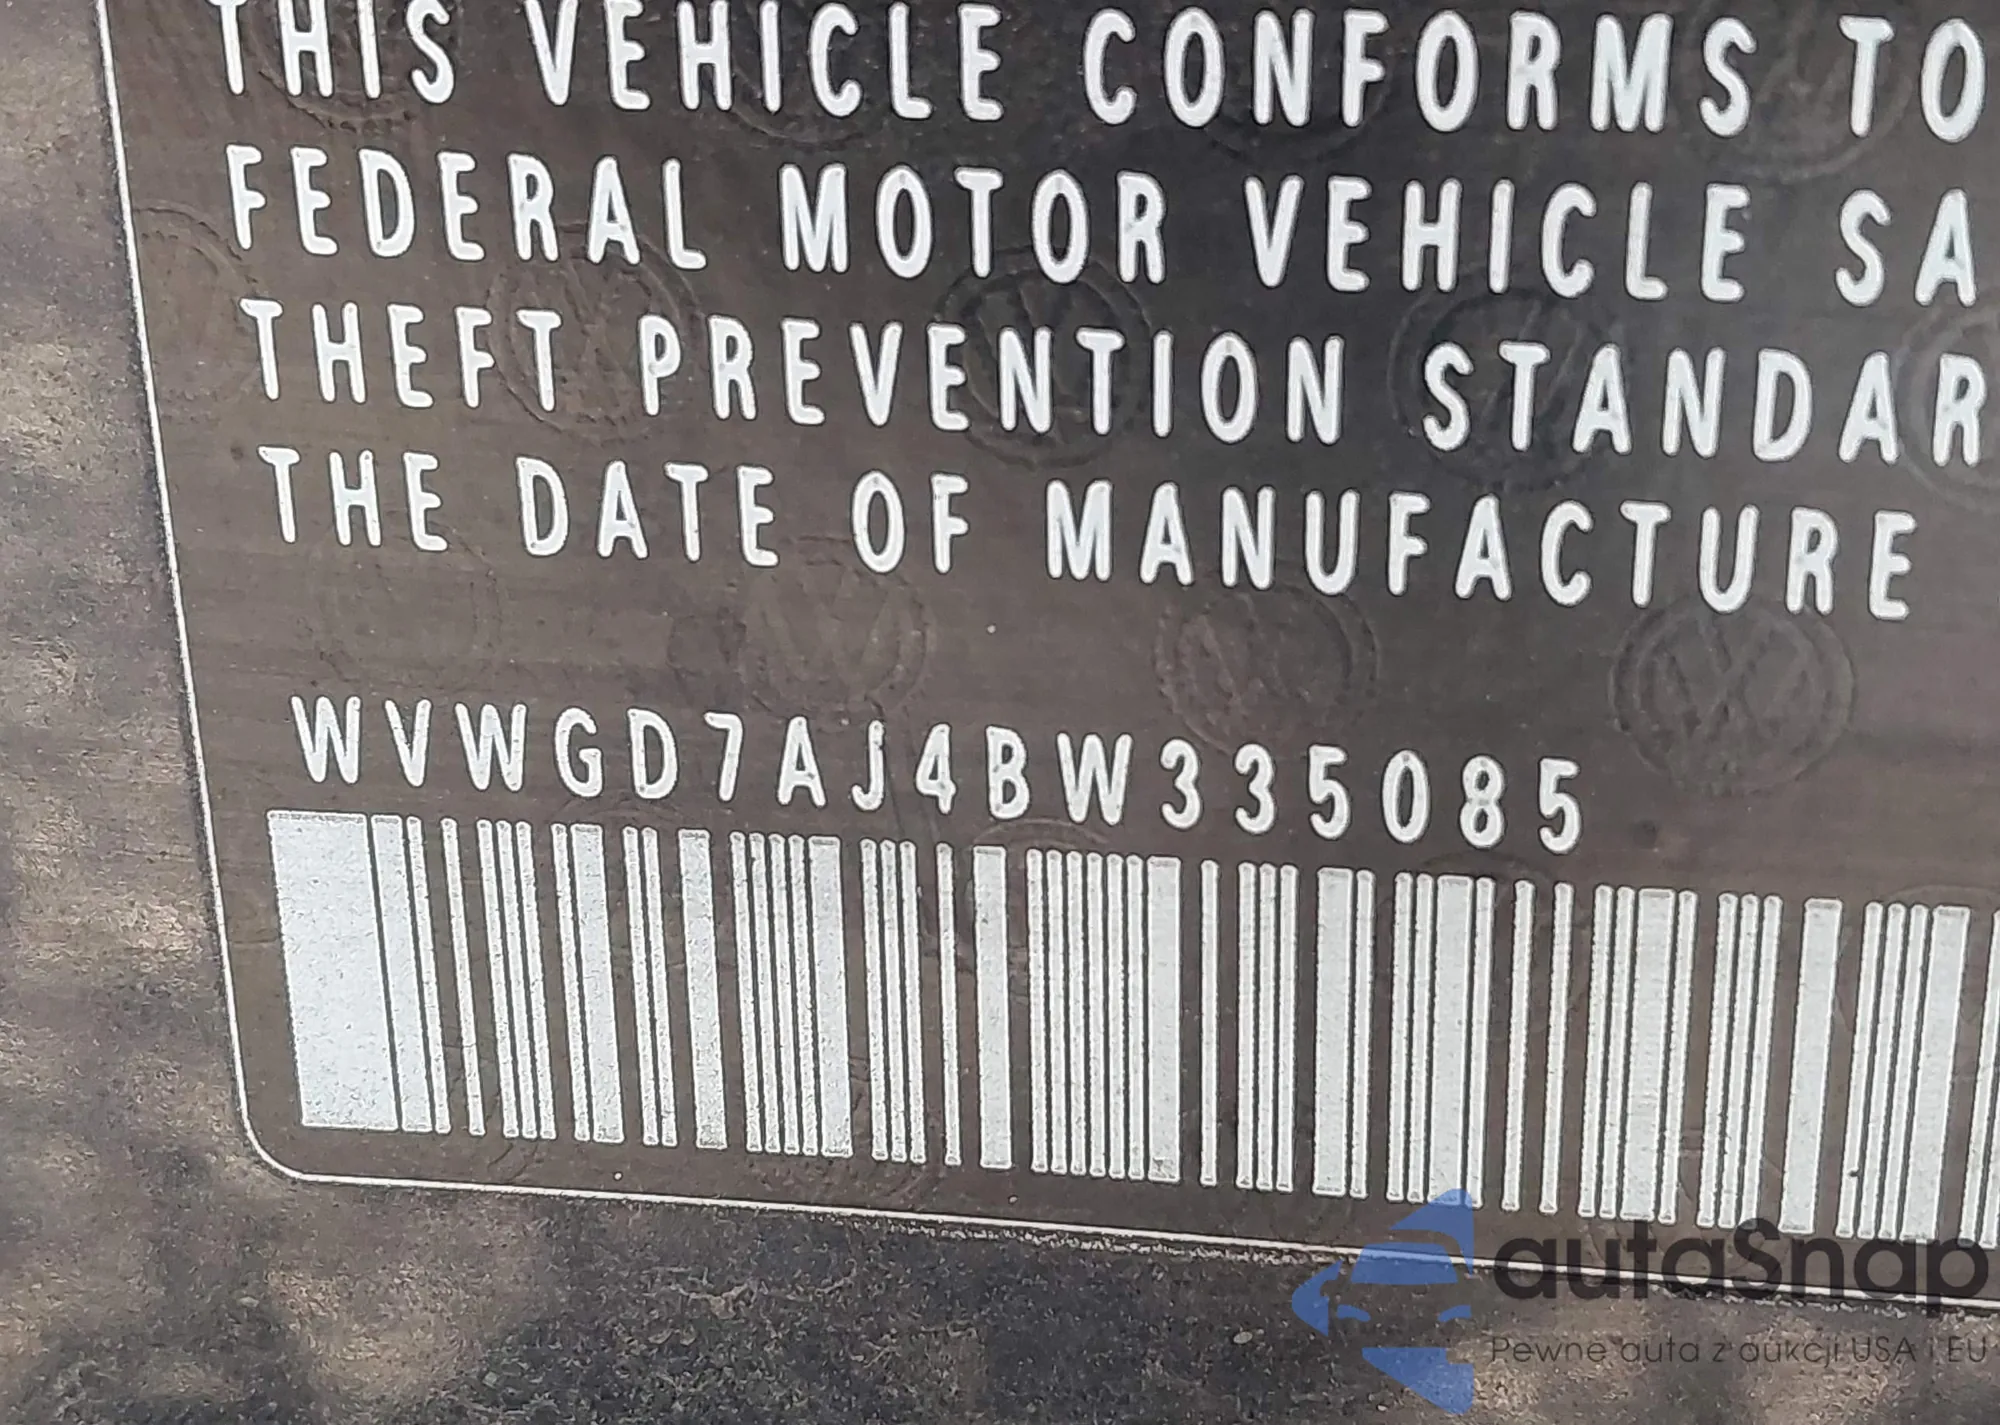 THIS VEHICLE CONFORMS TO
FEDERAL MOTOR VEHICLE SA
THEFT PREVENTION STANDAR
THE DATE OF MANUFACTURE
WVWGD7AJ4BW335085
autaSnap
Pewne auta z aukcji USA i EU